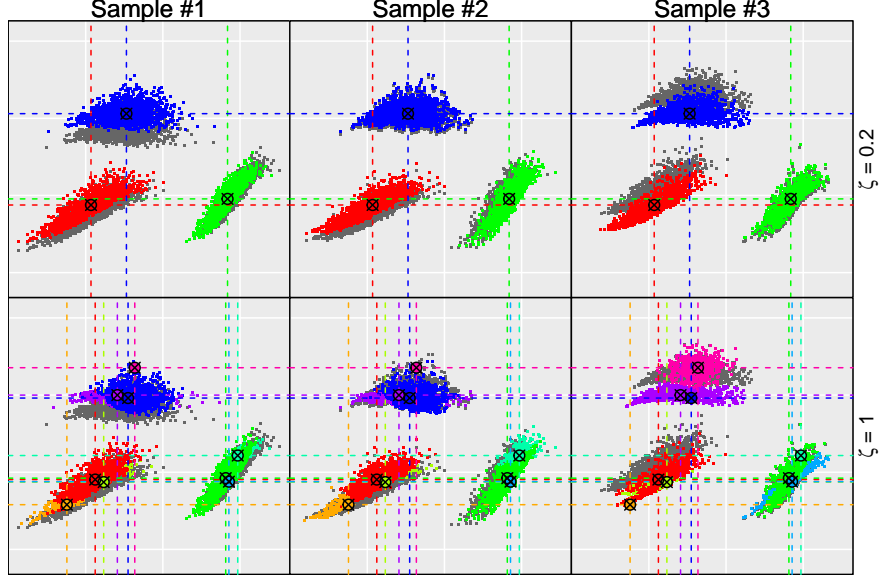 Sample #1
Sample #2
Sample #3
ζ = 0.2
ζ = 1